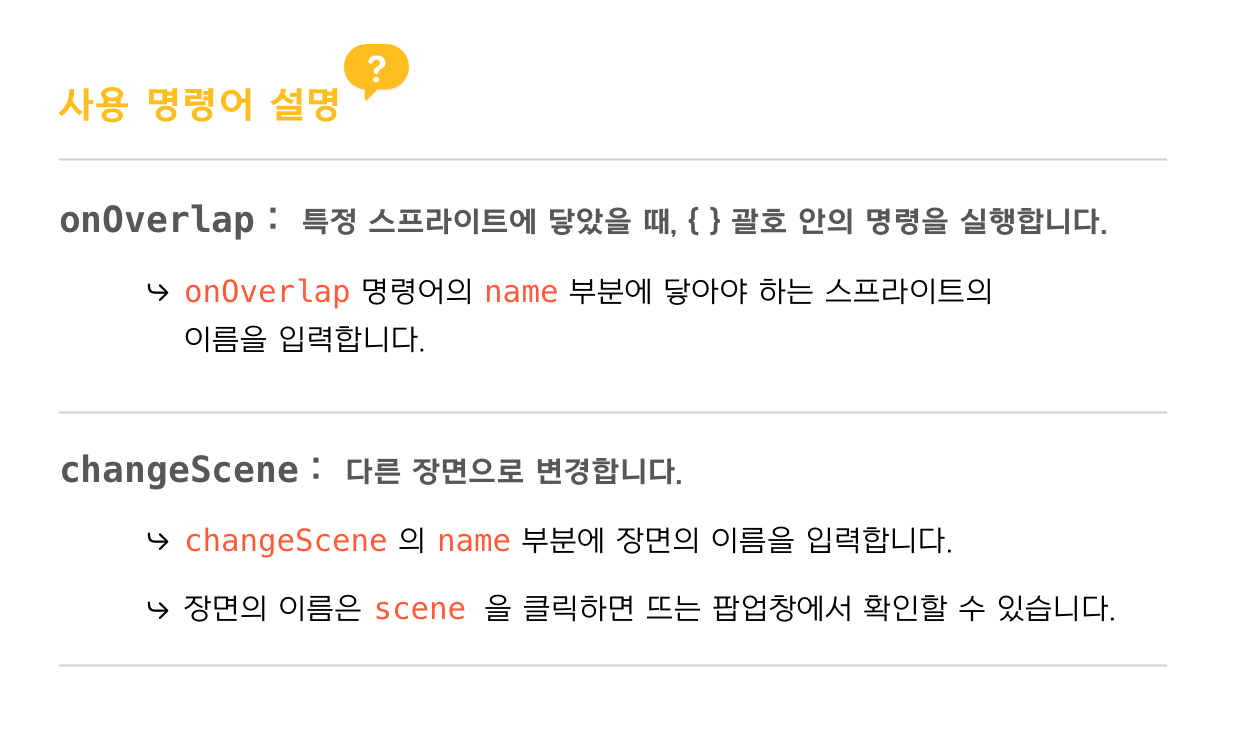 사용 명령어 설명 ?
onOverlap : 특정 스프라이트에 닿았을 때, { } 괄호 안의 명령을 실행합니다.
↪ onOverlap 명령어의 name 부분에 닿아야 하는 스프라이트의
이름을 입력합니다.
changeScene : 다른 장면으로 변경합니다.
↪ changeScene 의 name 부분에 장면의 이름을 입력합니다.
↪ 장면의 이름은 scene 을 클릭하면 뜨는 팝업창에서 확인할 수 있습니다.